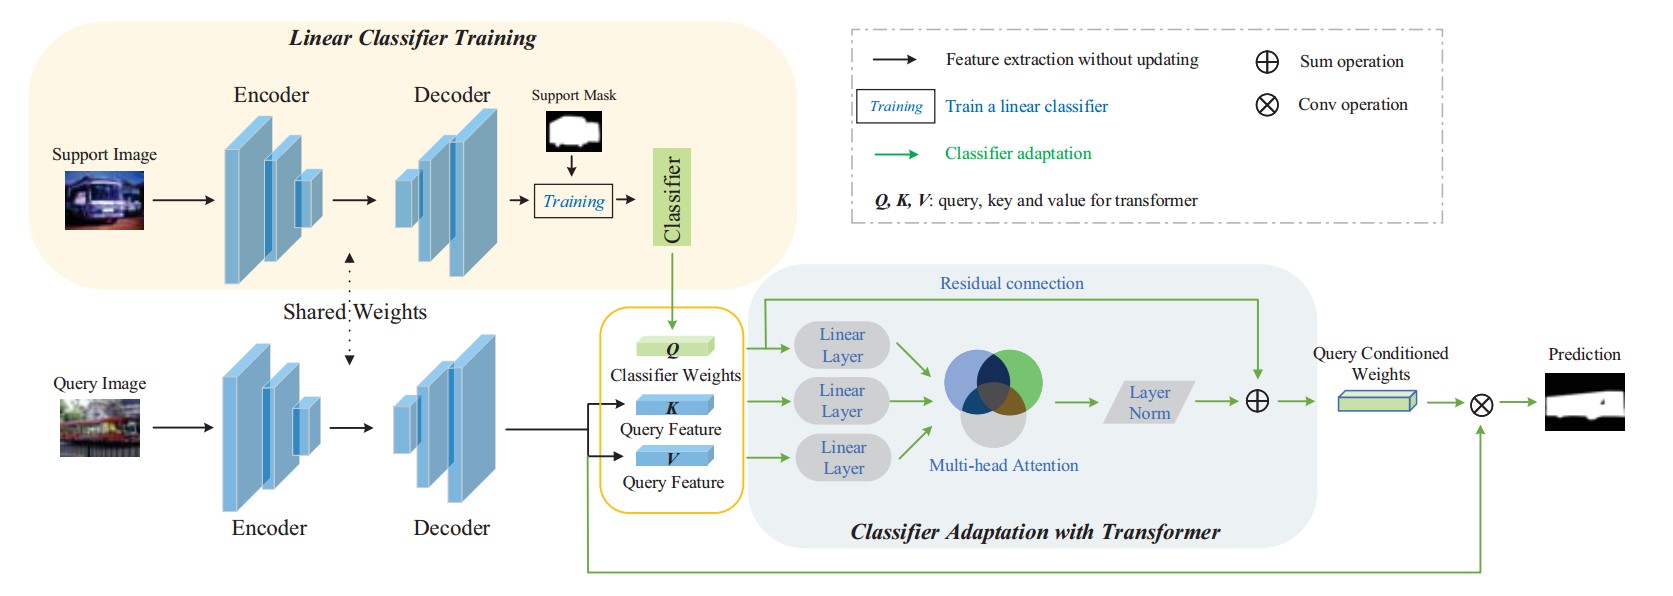 Linear Classifier Training
Encoder
Decoder
Support Mask
Support Image
Training
Classifier
Feature extraction without updating
Sum operation
Training
Train a linear classifier
Conv operation
Classifier adaptation
Q, K, V: query, key and value for transformer
Shared Weights
Query Image
Encoder
Decoder
Q
Classifier Weights
K
Query Feature
V
Query Feature
Residual connection
Linear
Layer
Linear
Layer
Linear
Layer
Multi-head Attention
Layer
Norm
Classifier Adaptation with Transformer
Query Conditioned
Weights
Prediction